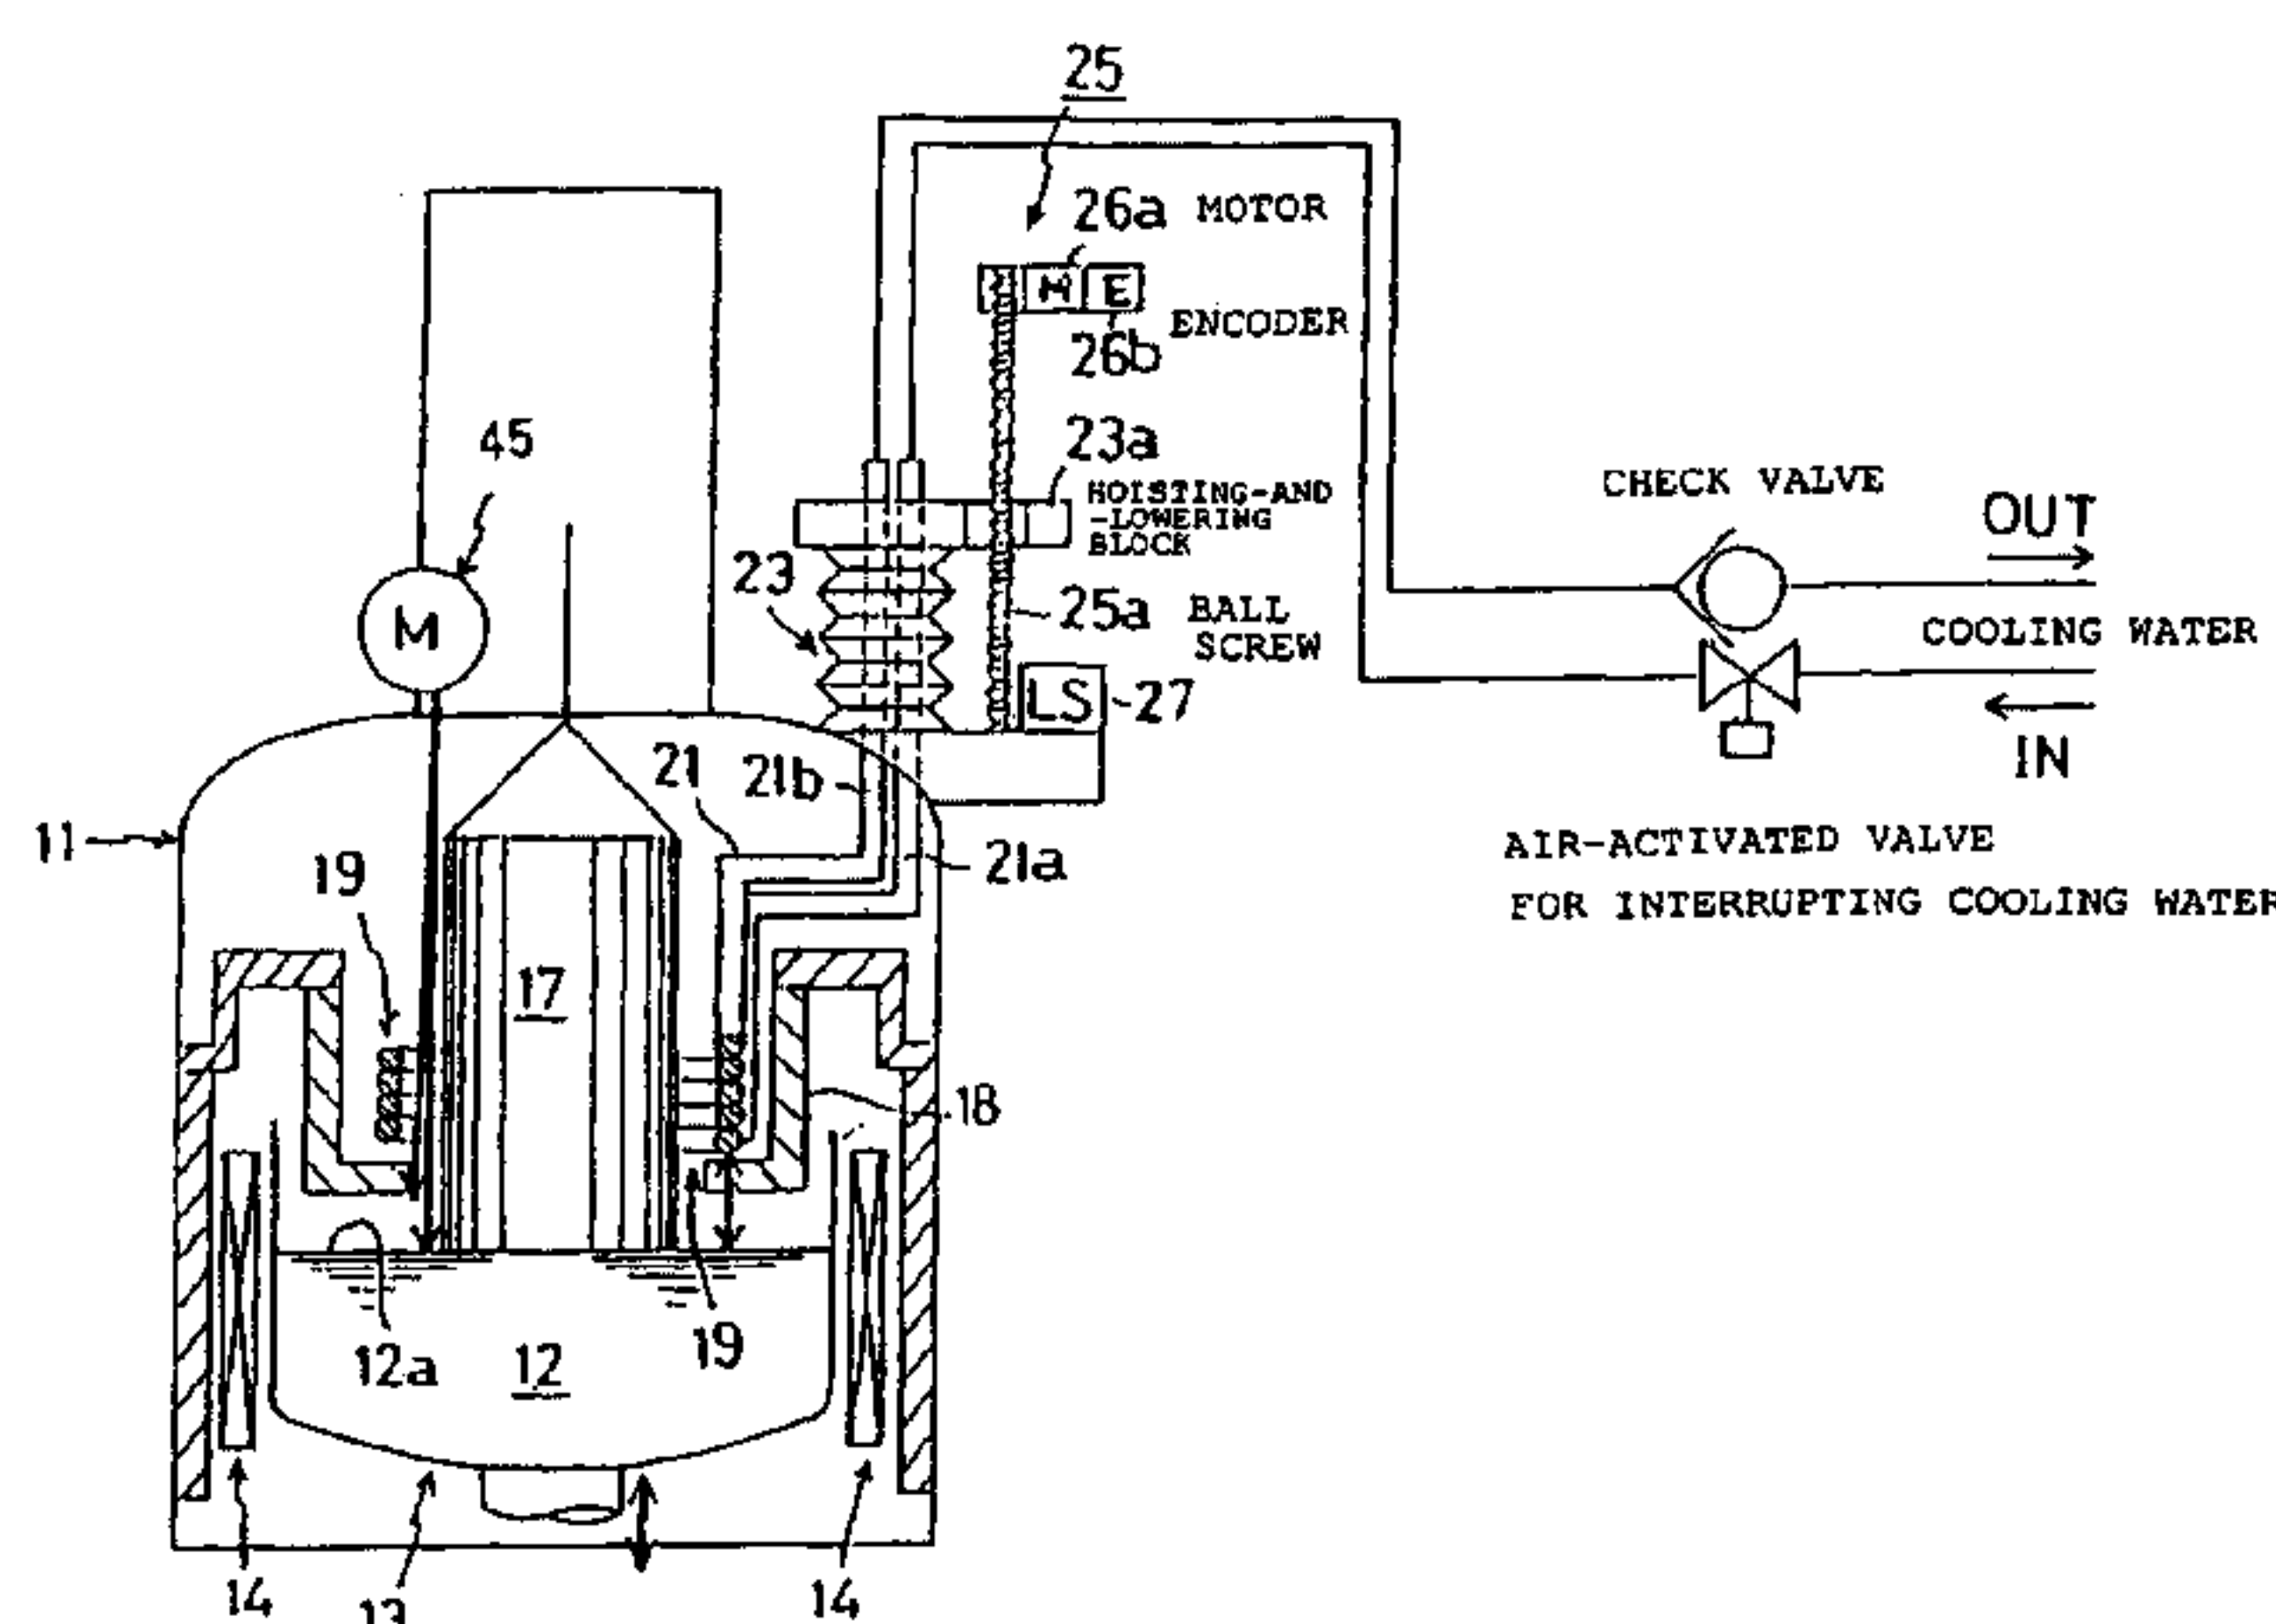 25
26a MOTOR
M E
ENCODER
26b
45
23a
HOISTING-AND
-LOWERING
BLOCK
CHECK VALVE
OUT
23
M
25a BALL
SCREW
COOLING WATER
LS
27
IN
21
21b
11
21a
AIR-ACTIVATED VALVE
FOR INTERRUPTING COOLING WATER
19
17
18
12a
12
19
14
13
14